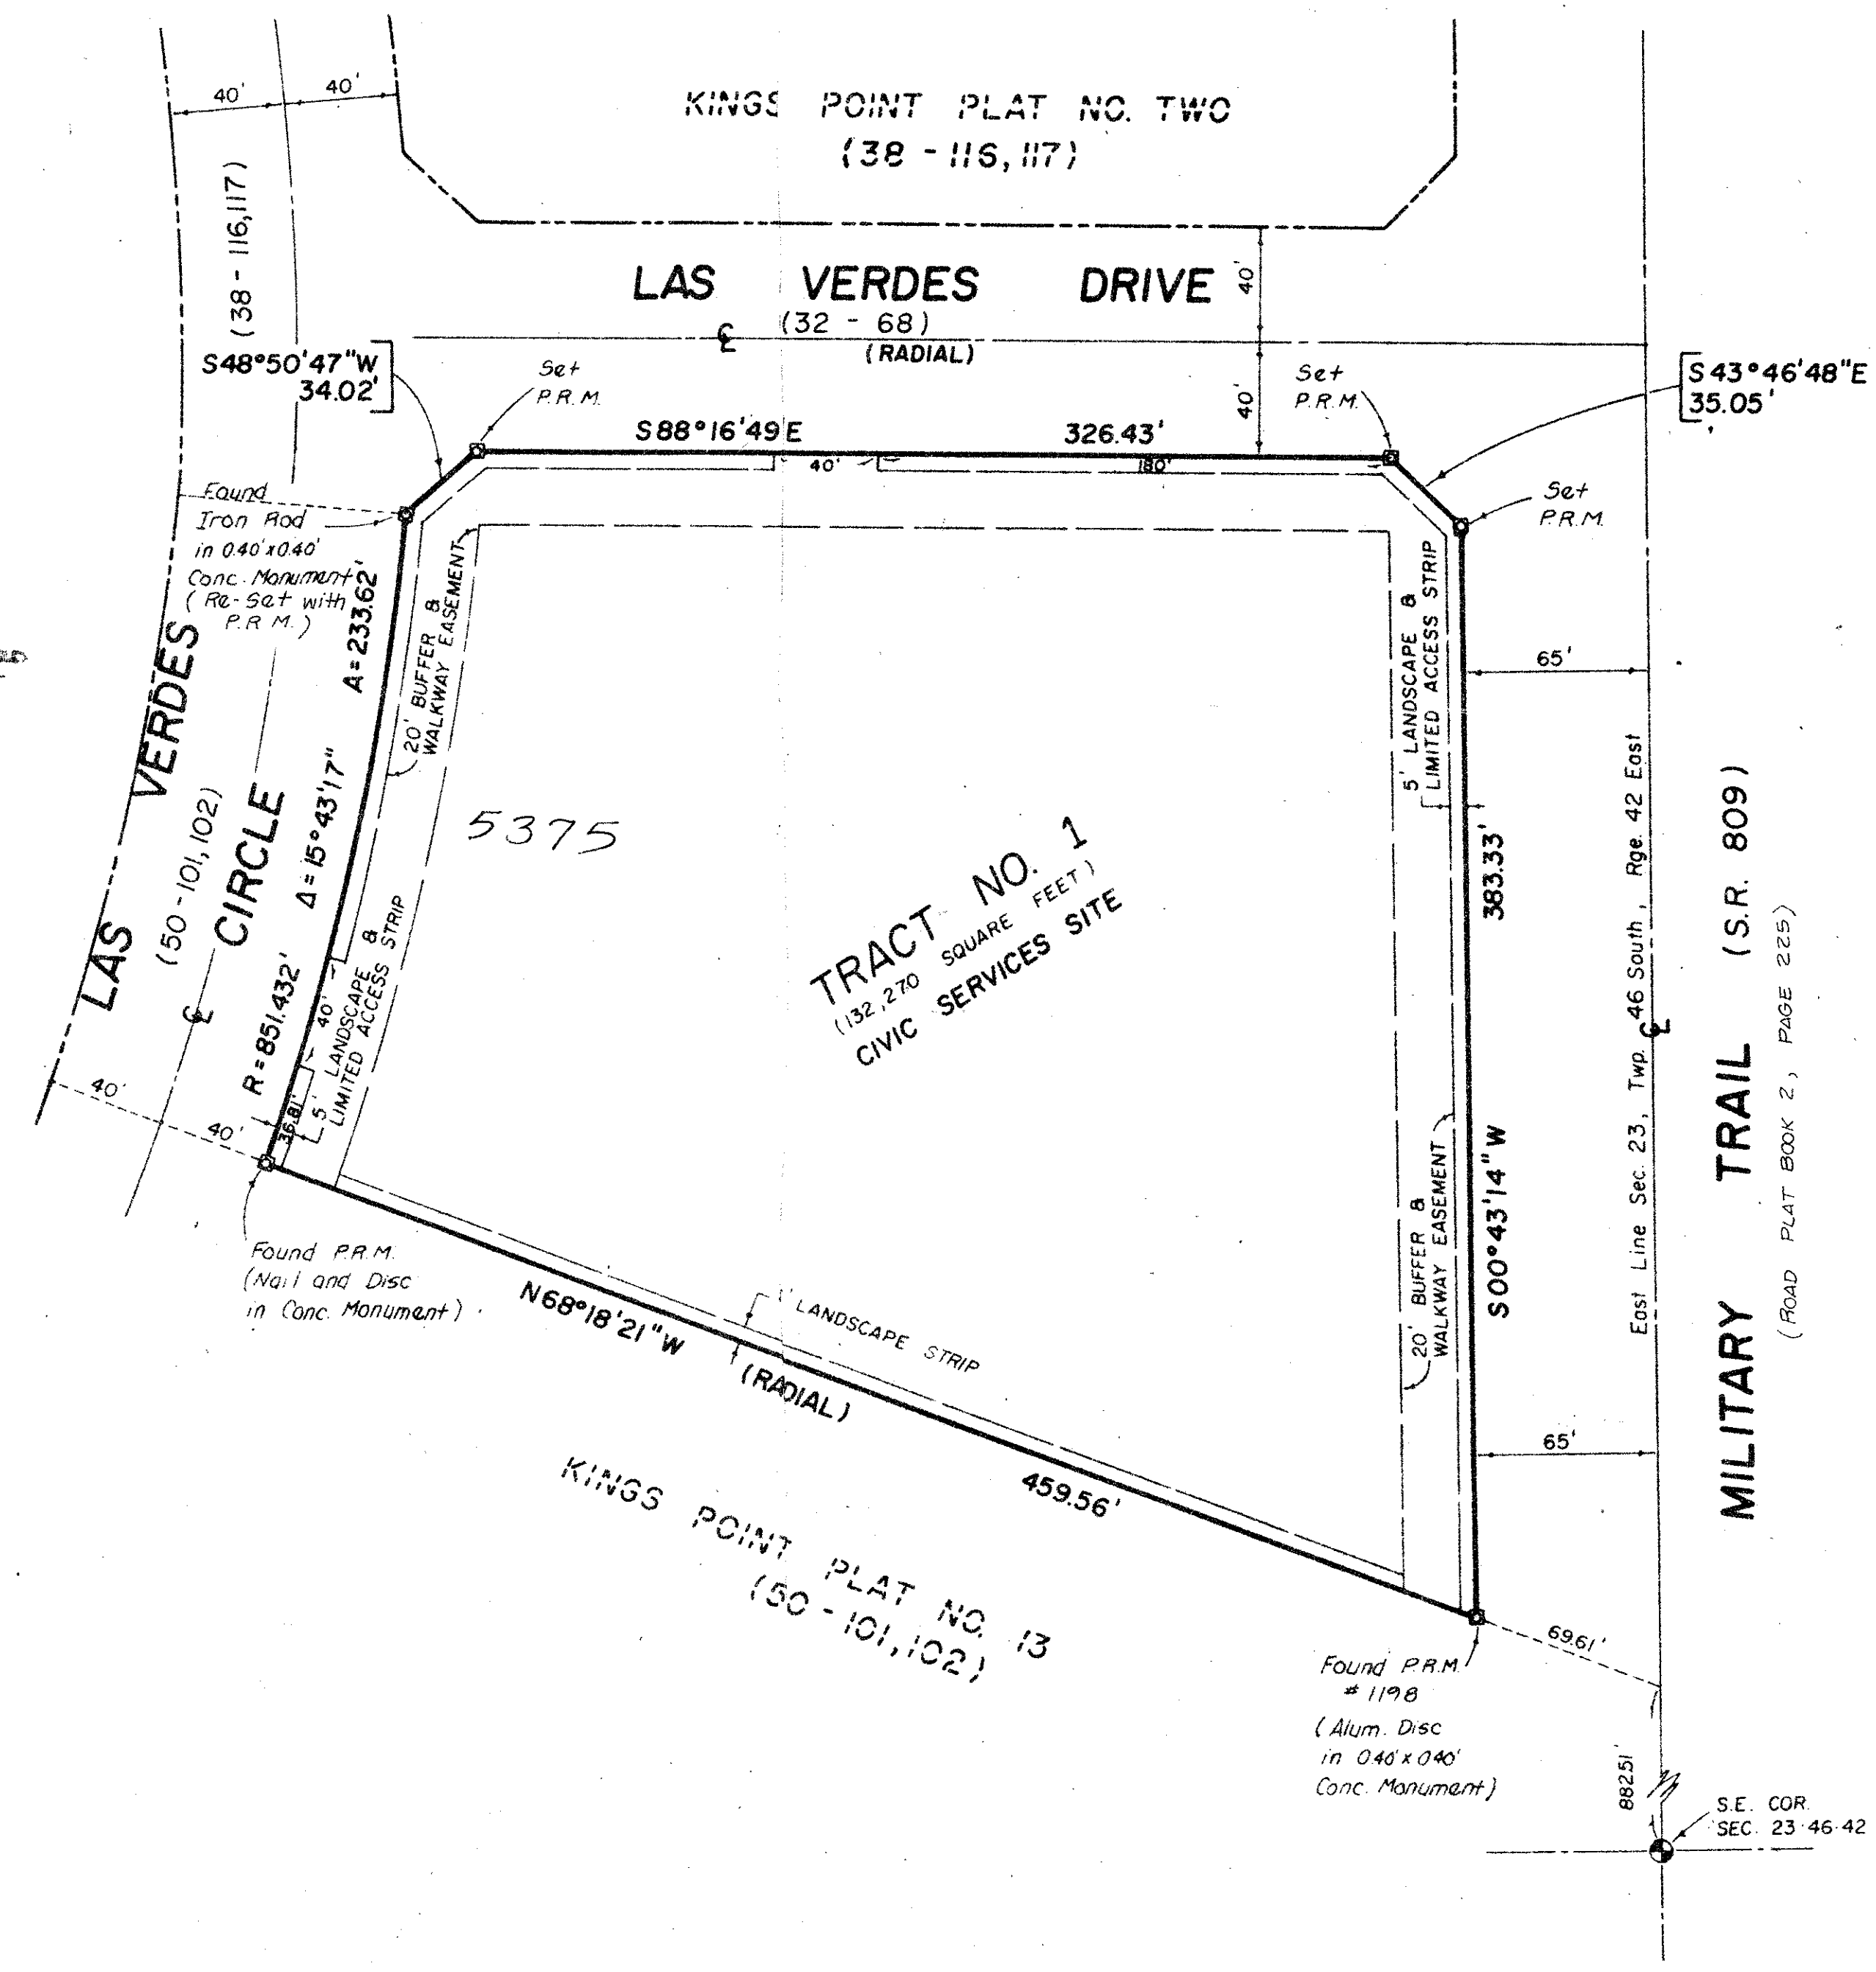 40'
40'
KINGS POINT PLAT NO. TWO
(38 - 116, 117)
(38 - 116,117)
LAS VERDES DRIVE
(32 - 68)
(RADIAL)
40'
40'
S48°50'47"W
34.02'
Set
P.R.M.
Set
P.R.M.
S43°46'48"E
35.05'
S88°16'49E
326.43'
40'
180'
Set
P.R.M.
Found
Iron Rod
in 0.40'x0.40'
Conc. Monument
(Re-Set with
P.R.M.)
A=233.62'
Δ=15°43'17"
R=851.432'
20' BUFFER &
WALKWAY EASEMENT
5' LANDSCAPE &
LIMITED ACCESS STRIP
65'
LAS VERDES
CIRCLE
(50-101,102)
5375
TRACT NO. 1
(132,270 SQUARE FEET)
CIVIC SERVICES SITE
383.33'
S00°43'14"W
East Line Sec. 23, Twp. 46 South, Rge. 42 East
MILITARY TRAIL (S.R. 809)
(ROAD PLAT BOOK 2, PAGE 225)
40'
5' LANDSCAPE &
LIMITED ACCESS STRIP
36.81'
40'
40'
Found P.R.M.
(Nail and Disc
in Conc. Monument)
20' BUFFER &
WALKWAY EASEMENT
N68°18'21"W
(RADIAL)
LANDSCAPE STRIP
459.56'
65'
KINGS POINT PLAT NO. 13
(50-101,102)
69.61'
Found P.R.M.
#1198
(Alum. Disc
in 0.40'x0.40'
Conc. Monument)
882.51'
S.E. COR.
SEC. 23-46-42